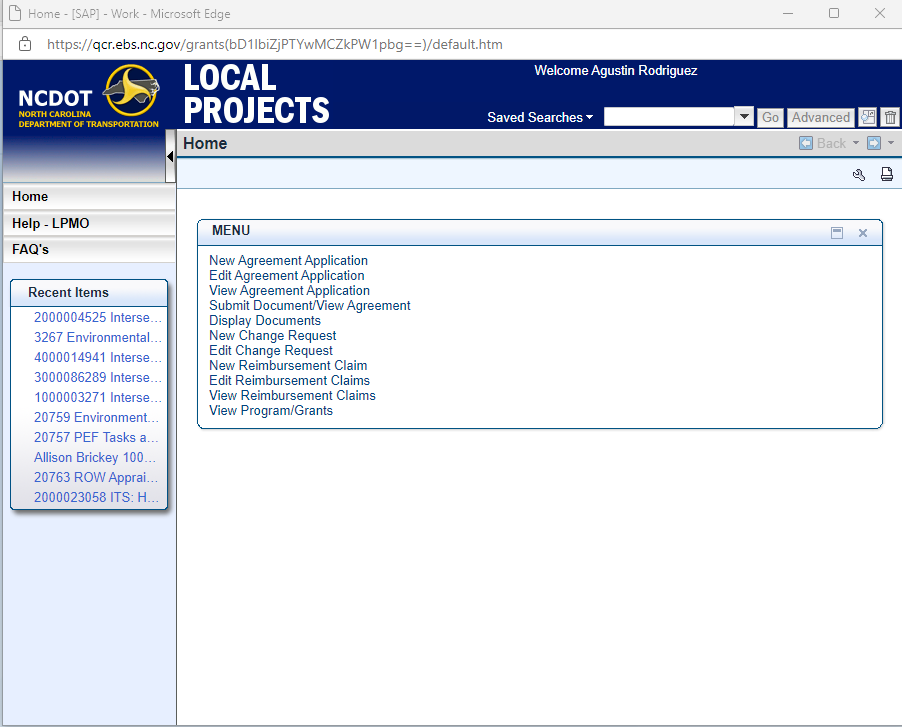 Home - [SAP] - Work - Microsoft Edge
https://qcr.ebs.nc.gov/grants(bD1lbiZjPTYwMCZkPW1pbg==)/default.htm
NCDOT
NORTH CAROLINA
DEPARTMENT OF TRANSPORTATION
LOCAL
PROJECTS
Welcome Agustin Rodriguez
Saved Searches
Go
Advanced
Home
Back
Home
Help - LPMO
FAQ's
Recent Items
2000004525 Interse...
3267 Environmental...
4000014941 Interse...
3000086289 Interse...
1000003271 Interse...
20759 Environment...
20757 PEF Tasks a...
Allison Brickey 100...
20763 ROW Apprai...
2000023058 ITS: H...
MENU
New Agreement Application
Edit Agreement Application
View Agreement Application
Submit Document/View Agreement
Display Documents
New Change Request
Edit Change Request
New Reimbursement Claim
Edit Reimbursement Claims
View Reimbursement Claims
View Program/Grants